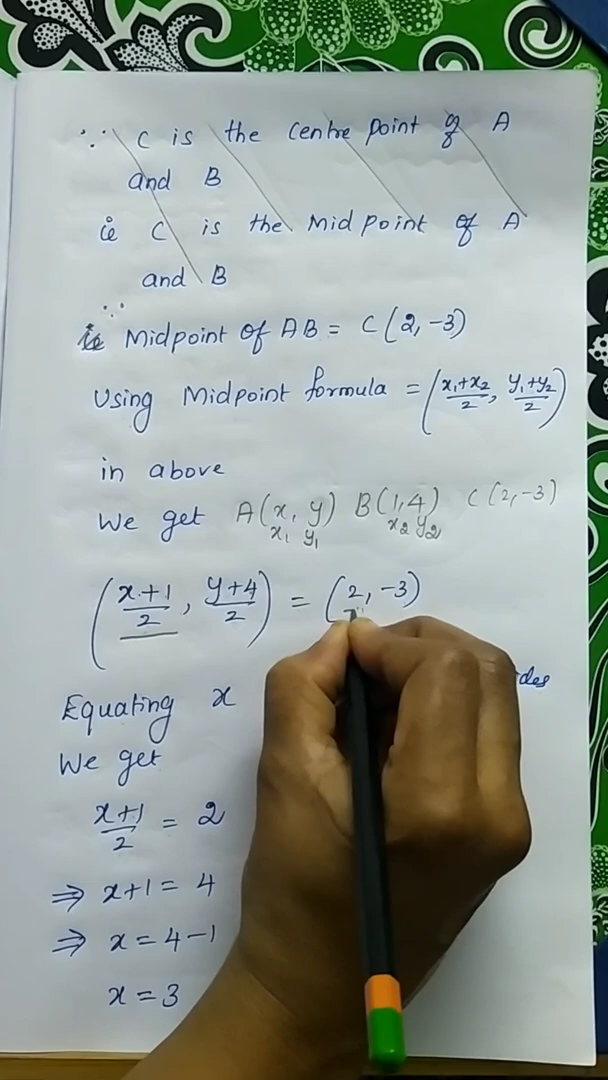 ∵ C is the Centre point of A
and B
ie C is the Midpoint of A
and B
∴ Midpoint of AB = C(2,-3)
Using Midpoint formula = (x₁+x₂/2, y₁+y₂/2)
in above
We get A(x, y) B(1,4) C(2,-3)
x₁ y₁ x₂ y₂
(x+1/2, y+4/2) = (2, -3)
Equating x
We get
x+1/2 = 2
⇒ x+1 = 4
⇒ x = 4-1
x = 3